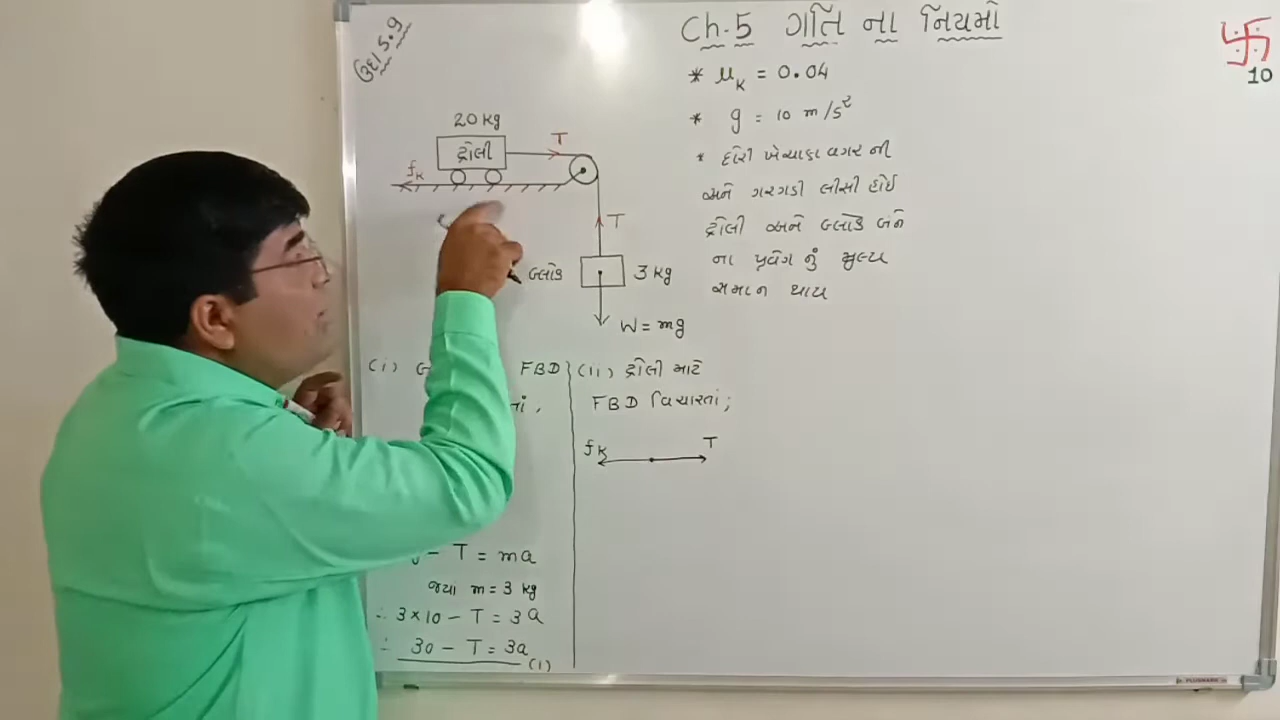 ઉદા 5.9
Ch.5 ગતિ ના નિયમો
10
* μK = 0.04
* g = 10 m/s²
* દોરી ખેંચાણ વગર ની
અને ગરગડી લીસી હોઈ
ટ્રોલી અને બ્લોક બંને
ના પ્રવેગ નું મુલ્ય
સમાન થાય
20 kg
ટ્રોલી
T
fK
T
બ્લોક
3 kg
W = mg
(i)
FBD
(ii) ટ્રોલી માટે
FBD વિચારતાં ;
fK
T
- T = ma
જ્યાં m = 3 kg
∴ 3 × 10 - T = 3a
∴ 30 - T = 3a
(1)